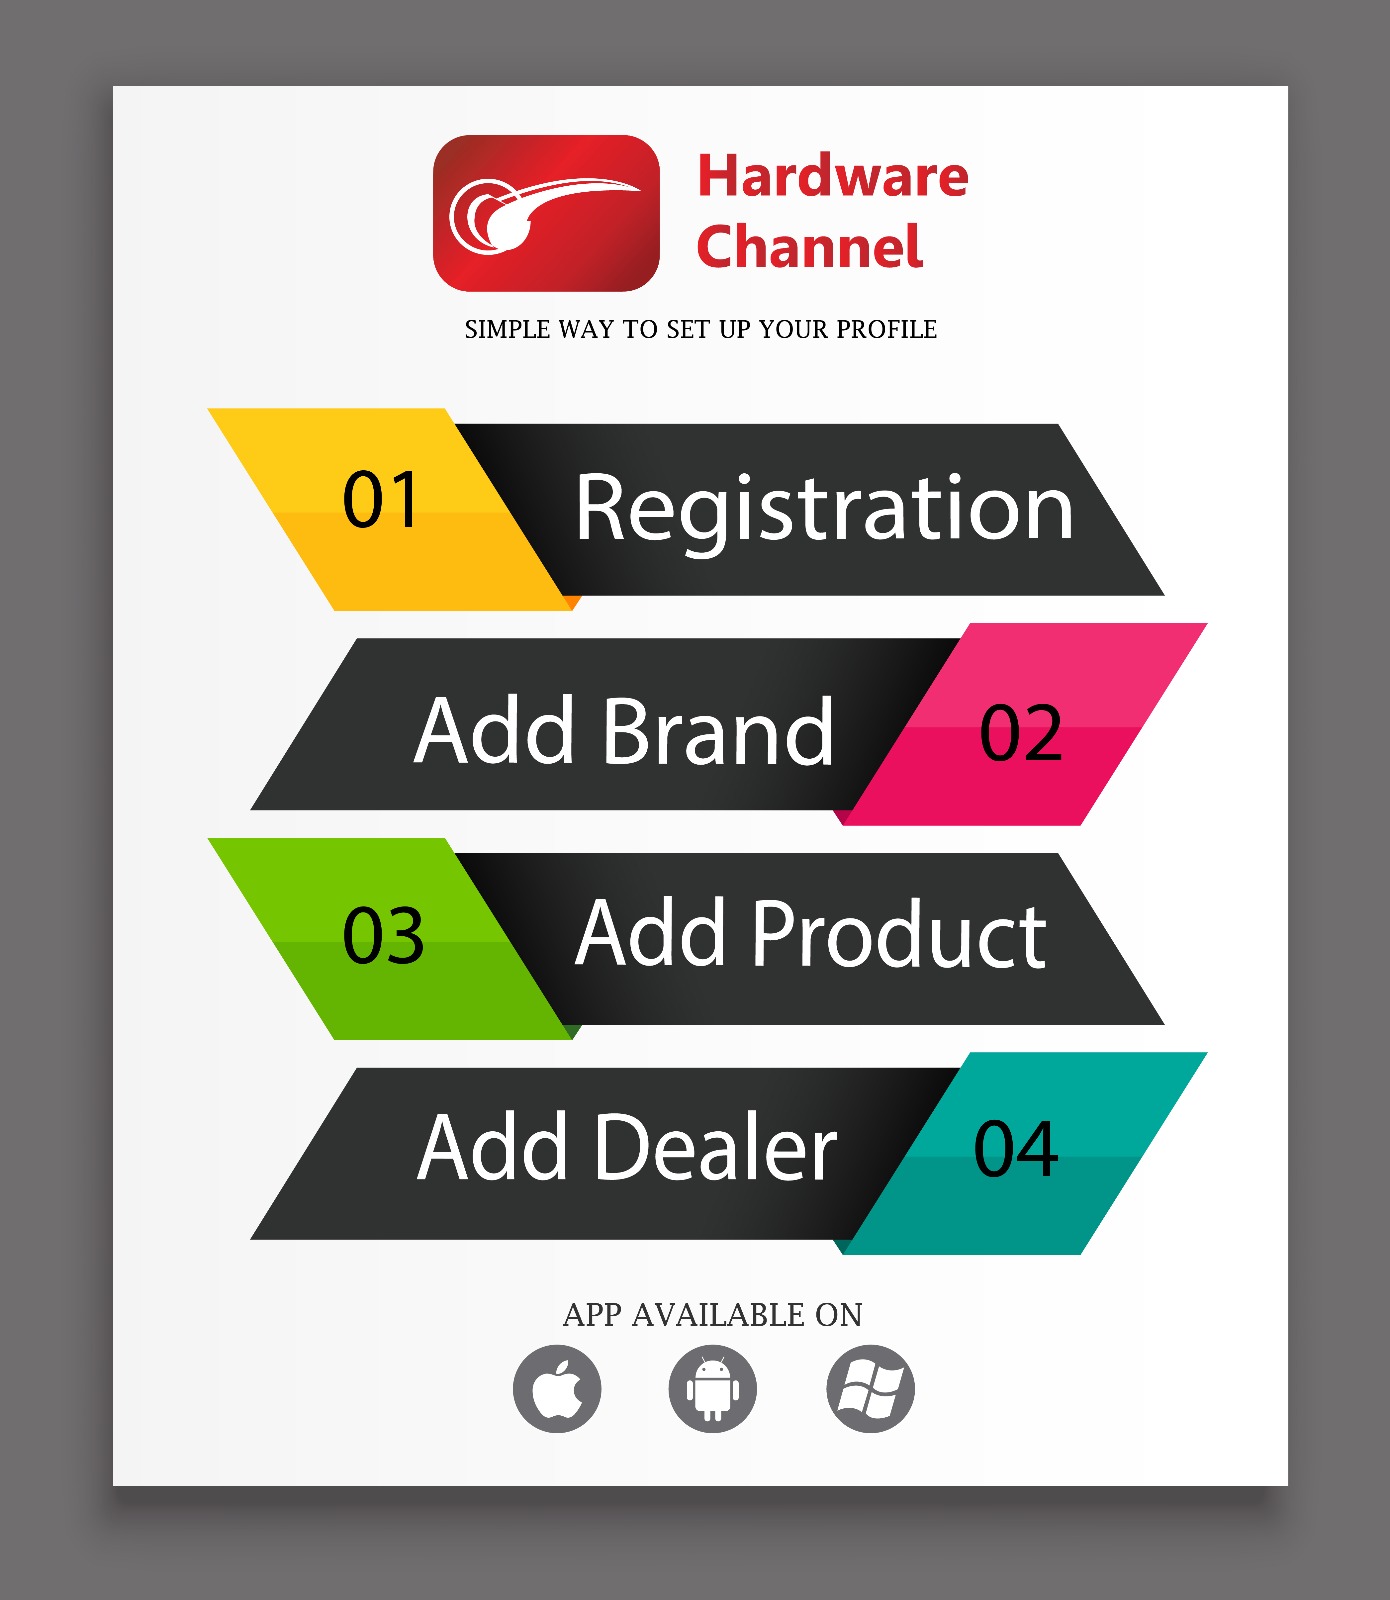 Hardware
Channel
SIMPLE WAY TO SET UP YOUR PROFILE
01
Registration
Add Brand
02
03
Add Product
Add Dealer
04
APP AVAILABLE ON